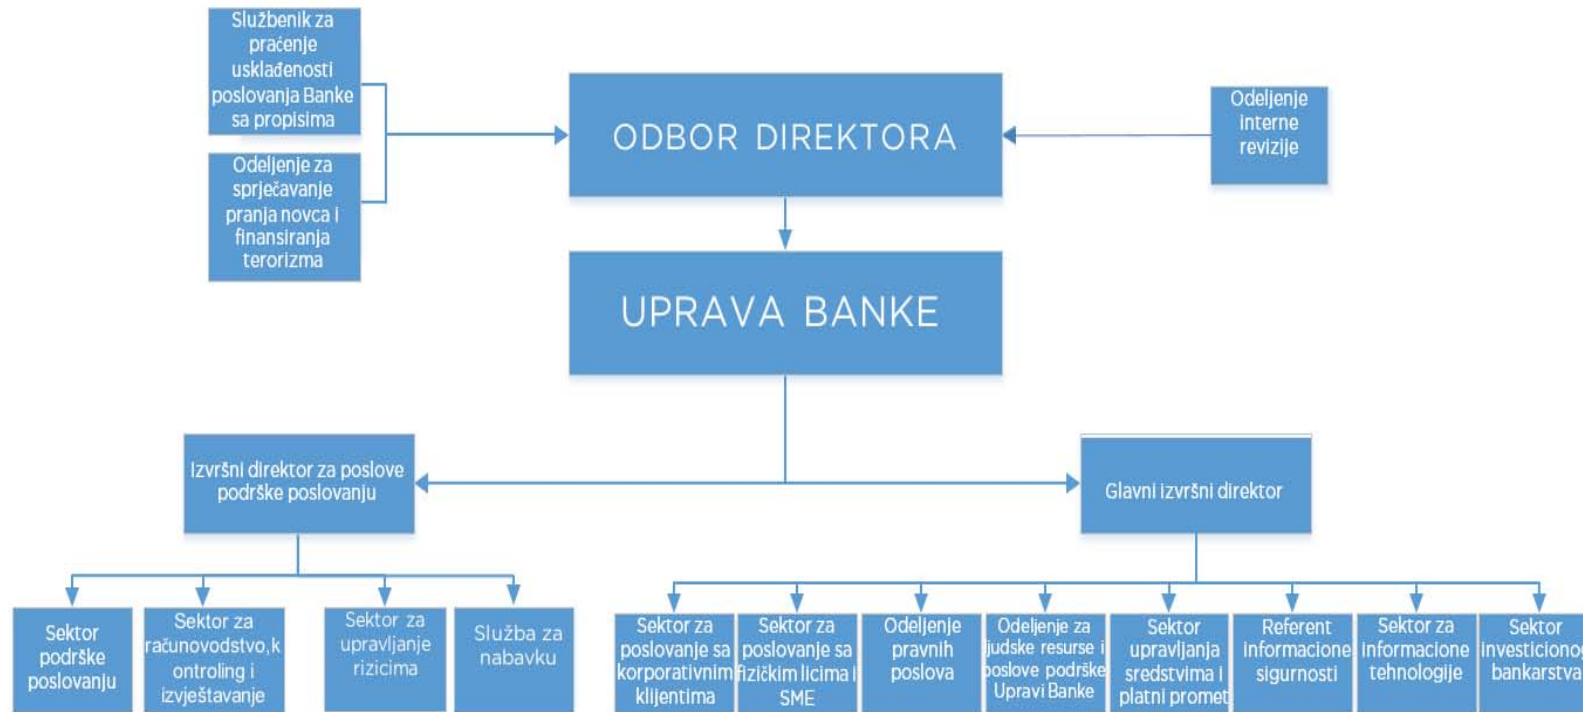 Službenik za
praćenje
usklađenosti
poslovanja Banke
sa propisima
Odeljenje za
sprječavanje
pranja novca i
finansiranja
terorizma
ODBOR DIREKTORA
Odeljenje
interne
revizije
UPRAVA BANKE
Izvršni direktor za poslove
podrške poslovanju
Glavni izvršni direktor
Sektor
podrške
poslovanju
Sektor za
računovodstvo,k
ontroling i
izvještavanje
Sektor za
upravljanje
rizicima
Služba za
nabavku
Sektor za
poslovanje sa
korporativnim
klijentima
Sektor za
poslovanje sa
fizičkim licima i
SME
Odeljenje
pravnih
poslova
Odeljenje za
ljudske resurse i
poslove podrške
Upravi Banke
Sektor
upravljanja
sredstvima i
platni promet
Referent
informacione
sigurnosti
Sektor za
informacione
tehnologije
Sektor
investicionog
bankarstva